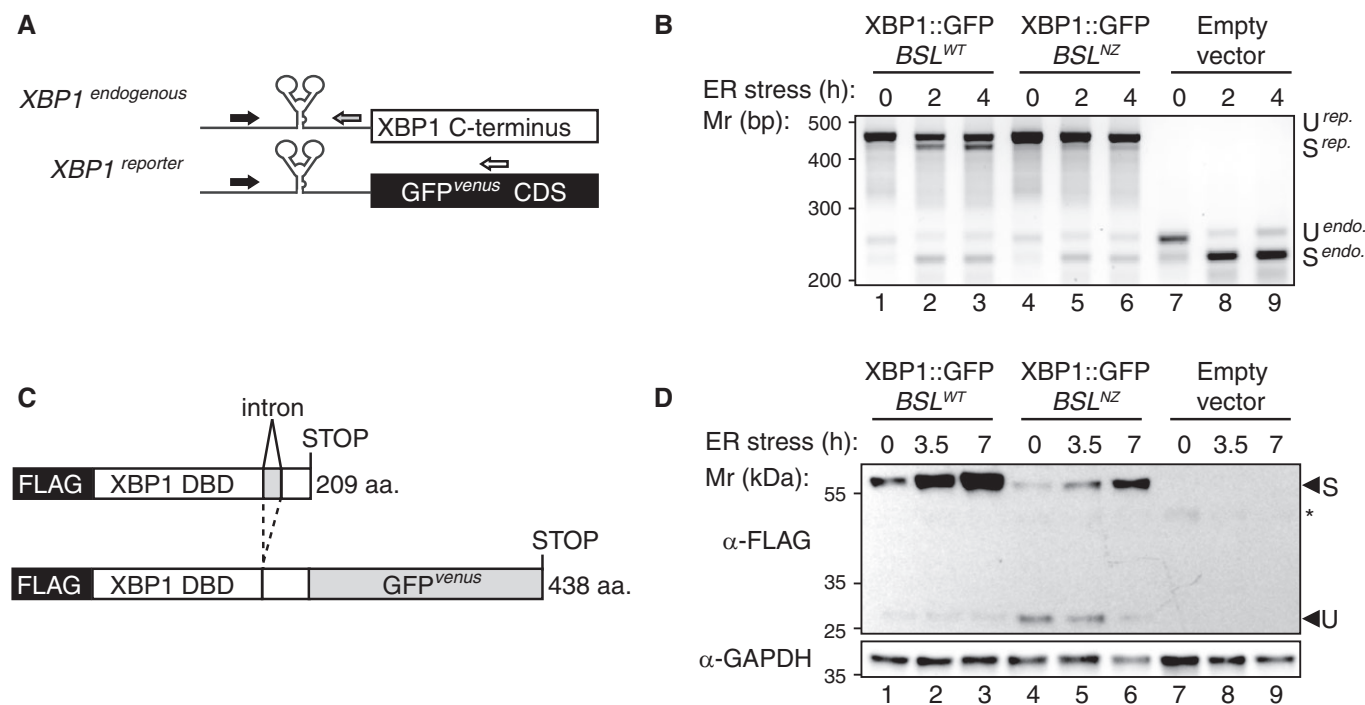 A
XBP1 endogenous
XBP1 C-terminus
XBP1 reporter
GFPvenus CDS
B
XBP1::GFP XBP1::GFP Empty
BSLWT BSLNZ vector
ER stress (h): 0 2 4 0 2 4 0 2 4
Mr (bp):
500
400
300
200
U rep.
S rep.
U endo.
S endo.
1 2 3 4 5 6 7 8 9
C
intron
STOP
FLAG XBP1 DBD 209 aa.
STOP
FLAG XBP1 DBD GFPvenus 438 aa.
D
XBP1::GFP XBP1::GFP Empty
BSLWT BSLNZ vector
ER stress (h): 0 3.5 7 0 3.5 7 0 3.5 7
Mr (kDa):
55
S
*
α-FLAG
35
25
U
α-GAPDH
35
1 2 3 4 5 6 7 8 9